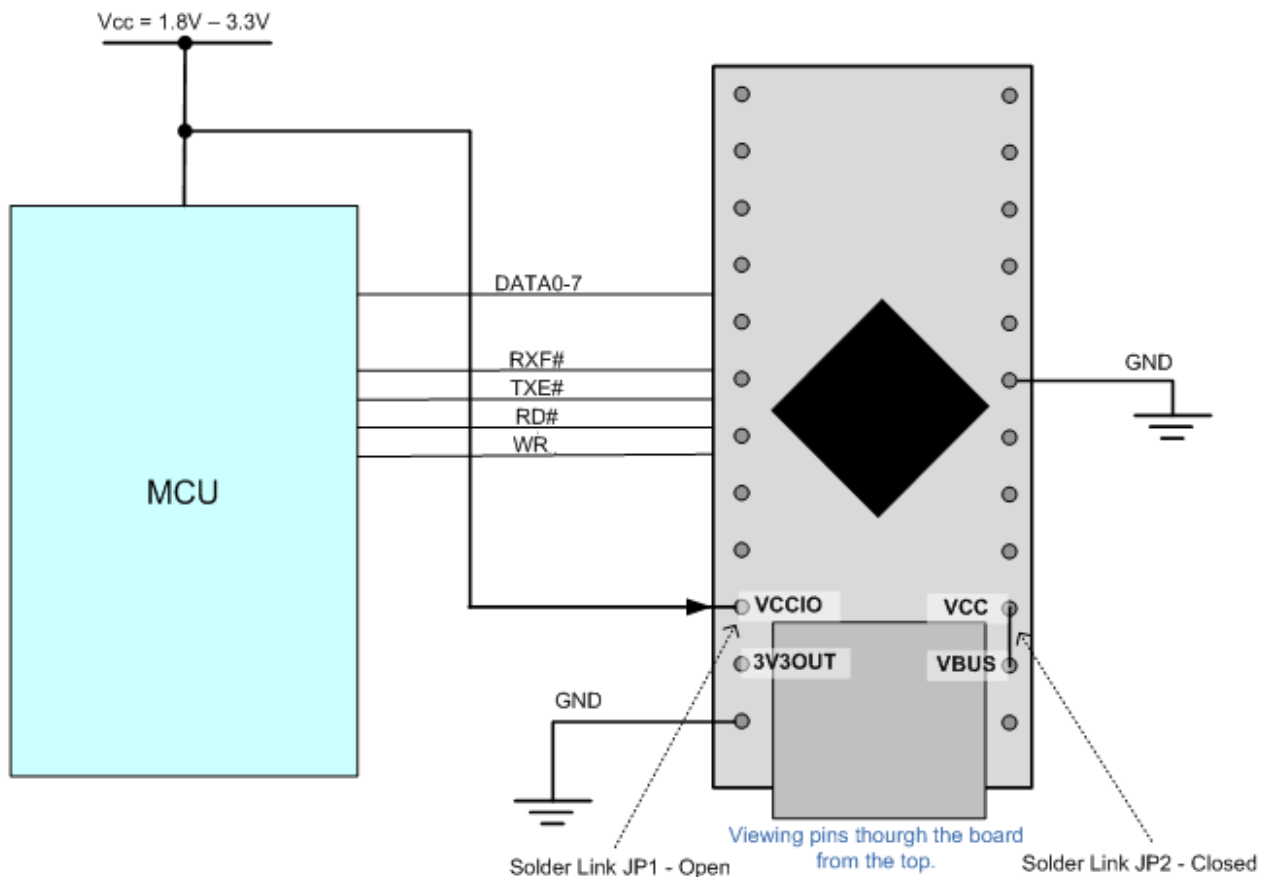 Vcc = 1.8V – 3.3V
DATA0-7
RXF#
TXE#
RD#
WR
GND
MCU
VCCIO
VCC
3V3OUT
VBUS
GND
Viewing pins thourgh the board
from the top.
Solder Link JP1 - Open
Solder Link JP2 - Closed